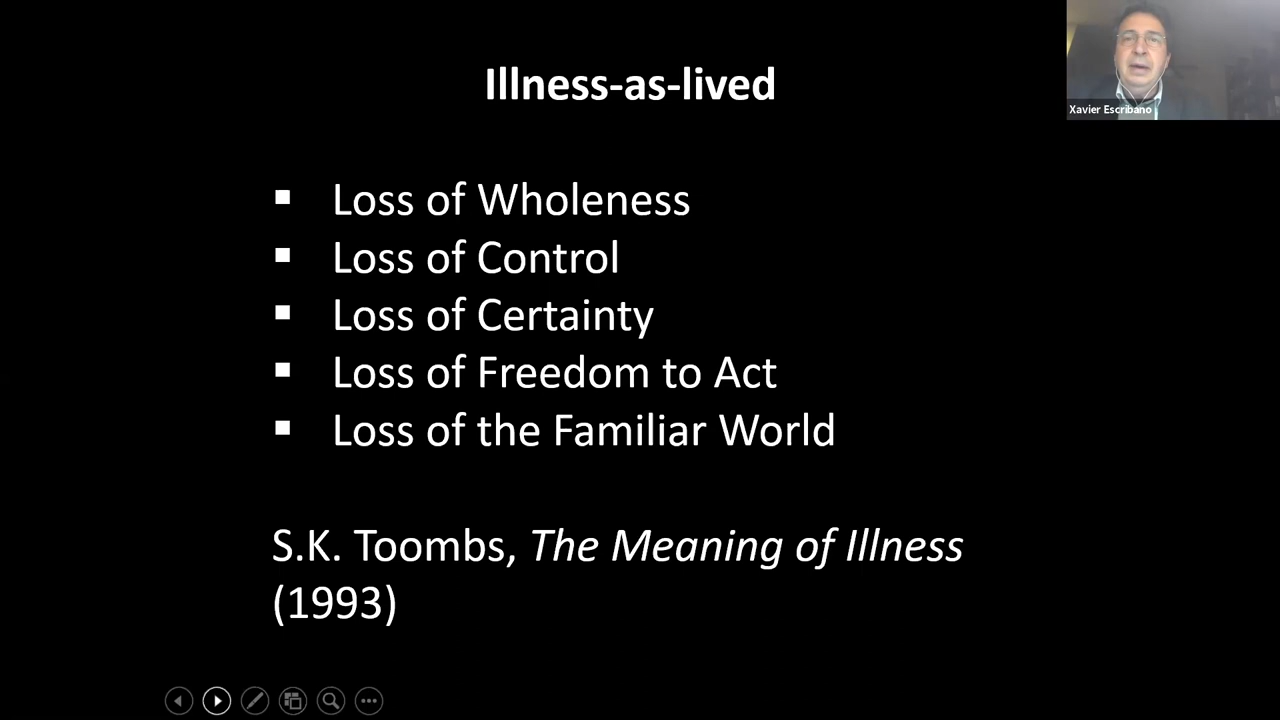 Illness-as-lived
Xavier Escribano
▪ Loss of Wholeness
▪ Loss of Control
▪ Loss of Certainty
▪ Loss of Freedom to Act
▪ Loss of the Familiar World
S.K. Toombs, The Meaning of Illness
(1993)